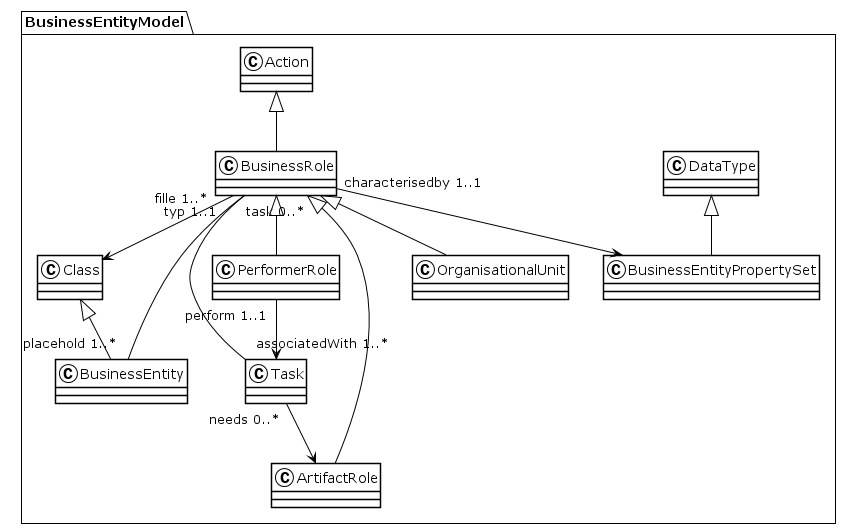 BusinessEntityModel
C Action
C BusinessRole
C DataType
characterisedby 1..1
fille 1..*
typ 1..1
task 0..*
C Class
C PerformerRole
C OrganisationalUnit
C BusinessEntityPropertySet
perform 1..1
placehold 1..*
associatedWith 1..*
C BusinessEntity
C Task
needs 0..*
C ArtifactRole